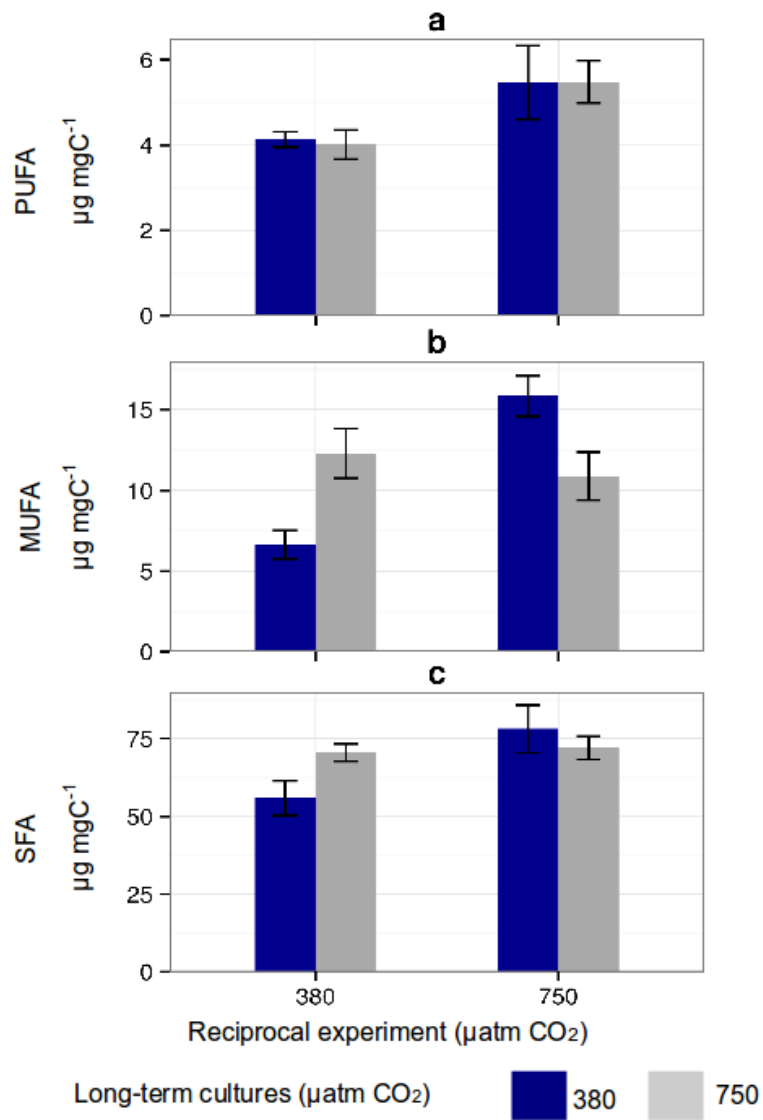 a
PUFA
µg mgC⁻¹
6
4
2
0
b
MUFA
µg mgC⁻¹
15
10
5
0
c
SFA
µg mgC⁻¹
75
50
25
0
380 750
Reciprocal experiment (µatm CO₂)
Long-term cultures (µatm CO₂) 380 750